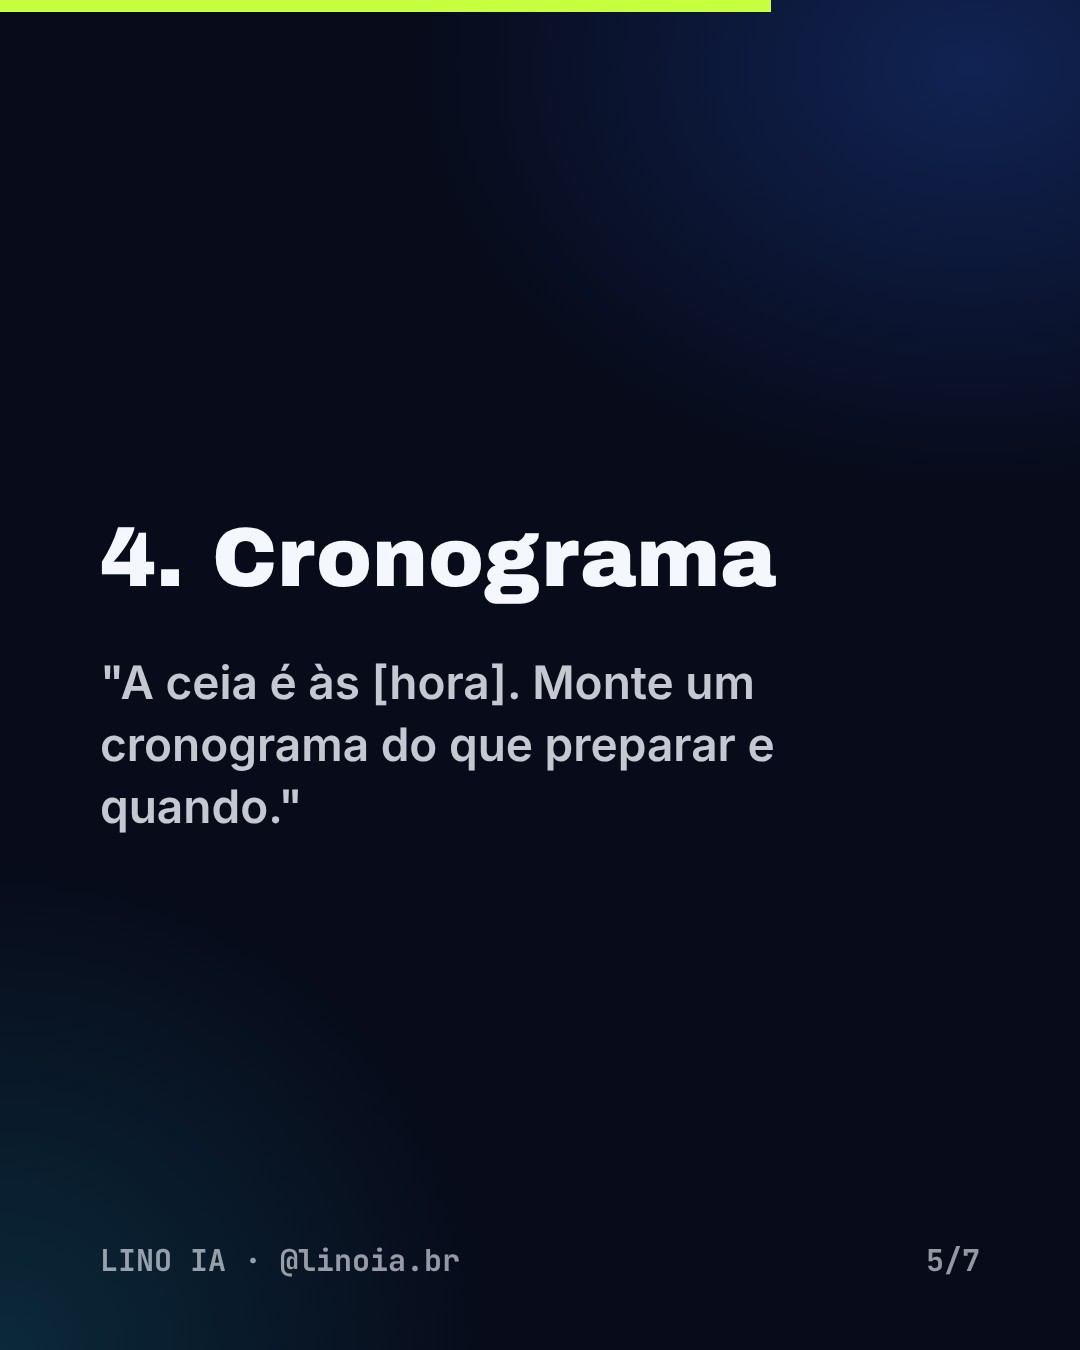 4. Cronograma
"A ceia é às [hora]. Monte um
cronograma do que preparar e
quando."
LINO IA · @linoia.br
5/7